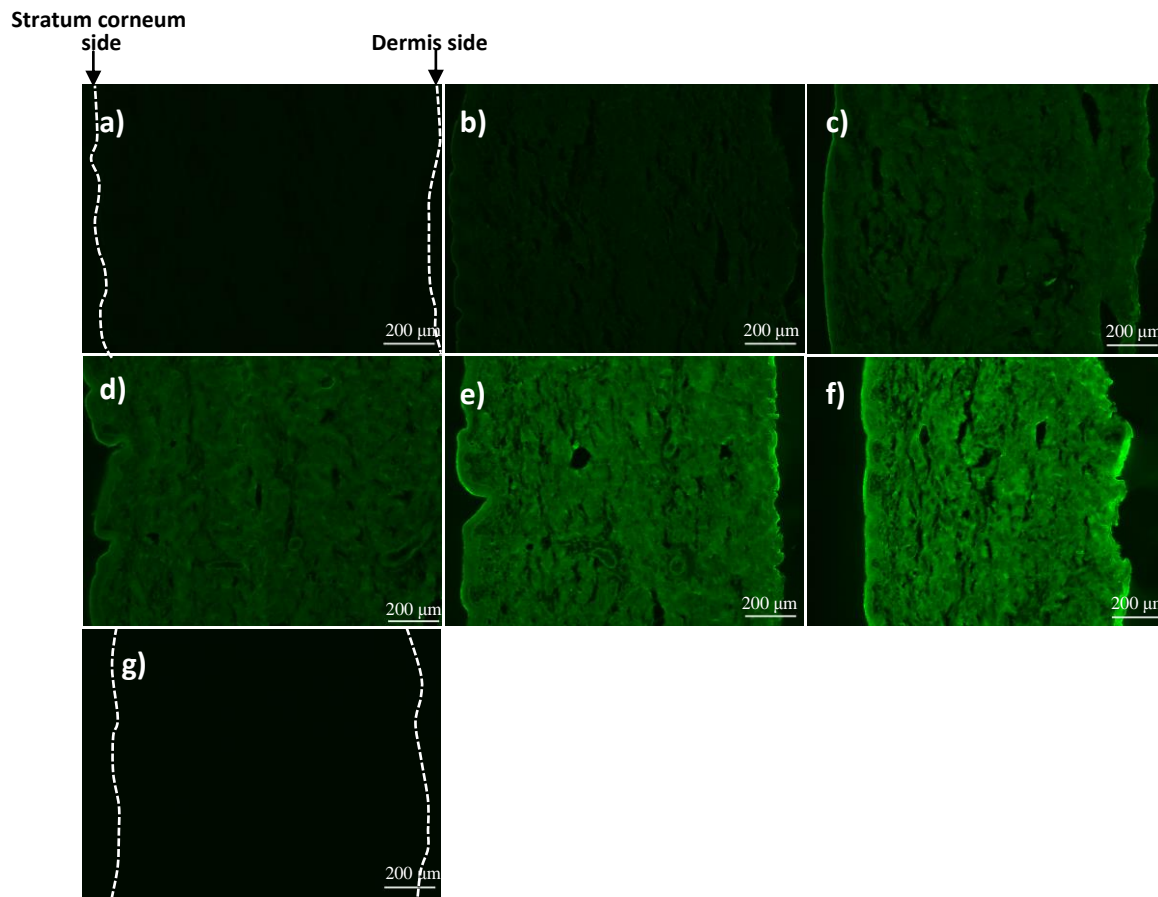 Stratum corneum
side
Dermis side
a)
b)
c)
200 μm
200 μm
200 μm
d)
e)
f)
200 μm
200 μm
200 μm
g)
200 μm